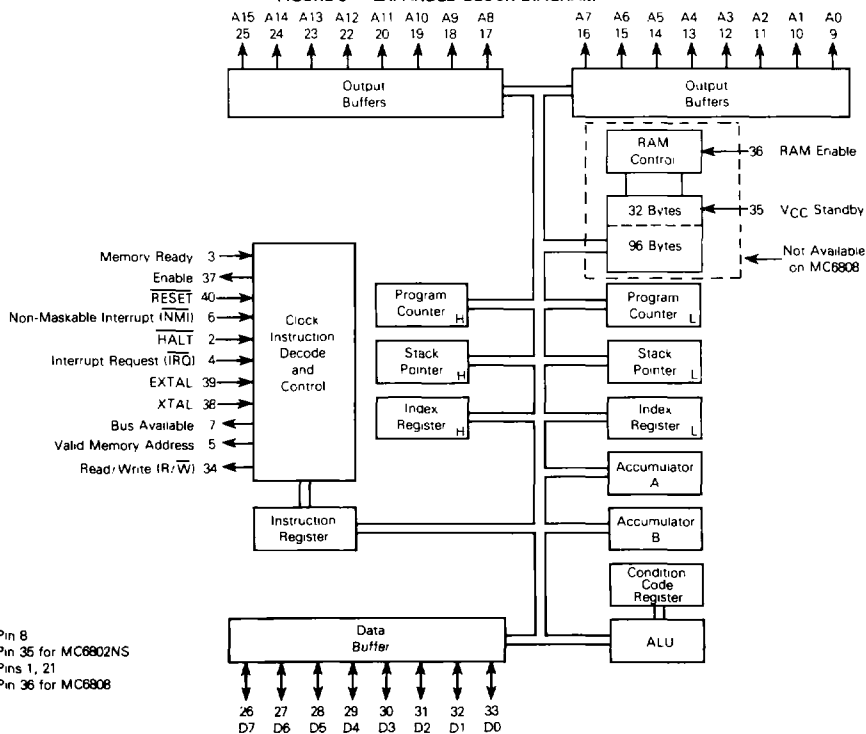 A15 A14 A13 A12 A11 A10 A9 A8 A7 A6 A5 A4 A3 A2 A1 A0
25 24 23 22 20 19 18 17 16 15 14 13 12 11 10 9
Output
Buffers
Output
Buffers
RAM
Control
36 RAM Enable
32 Bytes
35 VCC Standby
96 Bytes
Not Available
on MC6808
Memory Ready 3
Enable 37
RESET 40
Non-Maskable Interrupt (NMI) 6
HALT 2
Interrupt Request (IRQ) 4
EXTAL 39
XTAL 38
Bus Available 7
Valid Memory Address 5
Read/Write (R/W) 34
Clock
Instruction
Decode
and
Control
Program
Counter H
Program
Counter L
Stack
Pointer H
Stack
Pointer L
Index
Register H
Index
Register L
Accumulator
A
Instruction
Register
Accumulator
B
Condition
Code
Register
ALU
Data
Buffer
Pin 8
Pin 35 for MC6802NS
Pins 1, 21
Pin 36 for MC6808
26 27 28 29 30 31 32 33
D7 D6 D5 D4 D3 D2 D1 D0